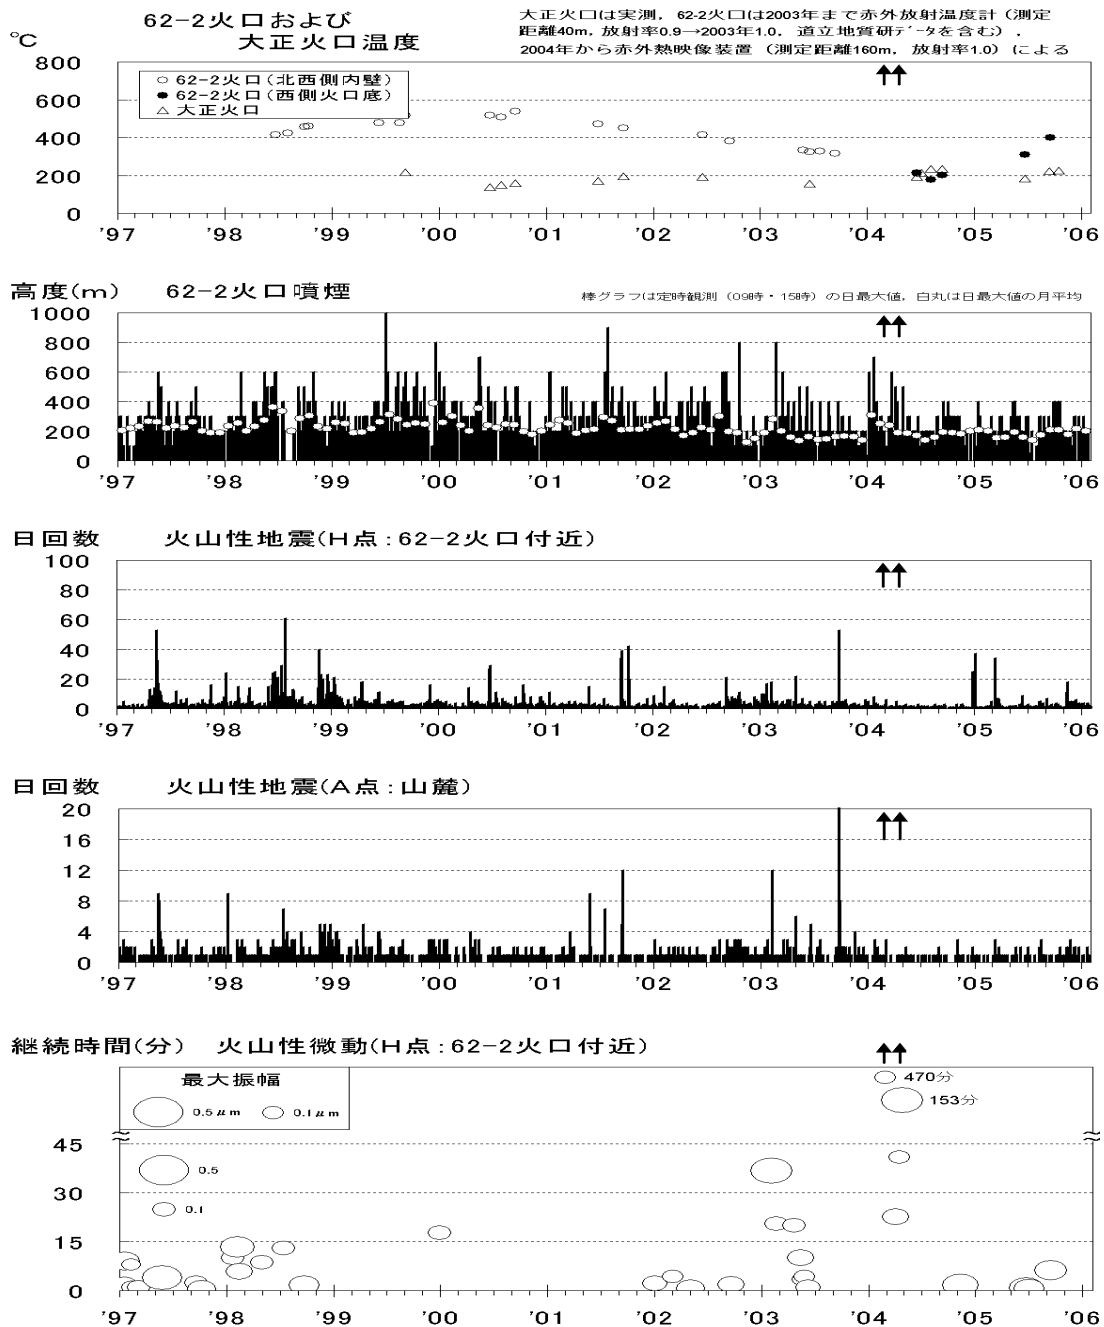 62-2火口および
大正火口温度
大正火口は実測，62-2火口は2003年まで赤外放射温度計（測定
距離40m，放射率0.9→2003年1.0，道立地質研ﾃﾞｰﾀを含む），
2004年から赤外熱映像装置（測定距離160m，放射率1.0）による
℃
800
600
400
200
0
○ 62-2火口(北西側内壁)
● 62-2火口(西側火口底)
△ 大正火口
'97 '98 '99 '00 '01 '02 '03 '04 '05 '06
高度(m) 62-2火口噴煙
棒グラフは定時観測（09時・15時）の日最大値，白丸は日最大値の月平均
1000
800
600
400
200
0
'97 '98 '99 '00 '01 '02 '03 '04 '05 '06
日回数 火山性地震(H点:62-2火口付近)
100
80
60
40
20
0
'97 '98 '99 '00 '01 '02 '03 '04 '05 '06
日回数 火山性地震(A点:山麓)
20
16
12
8
4
0
'97 '98 '99 '00 '01 '02 '03 '04 '05 '06
継続時間(分) 火山性微動(H点:62-2火口付近)
最大振幅
0.5μm 0.1μm
470分
153分
45
30
15
0
0.5
0.1
'97 '98 '99 '00 '01 '02 '03 '04 '05 '06